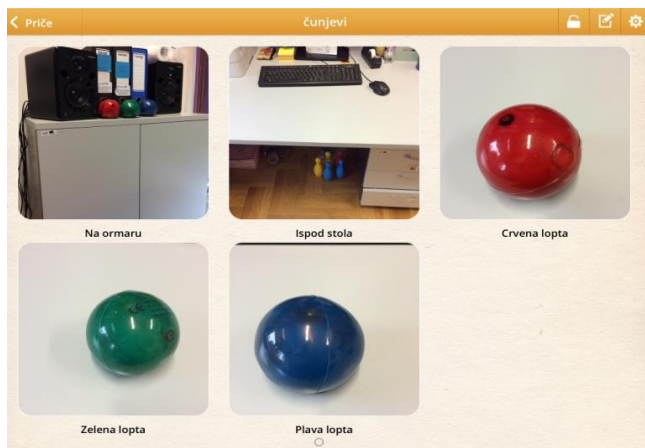 Priče
čunjevi
Na ormaru
Ispod stola
Crvena lopta
Zelena lopta
Plava lopta